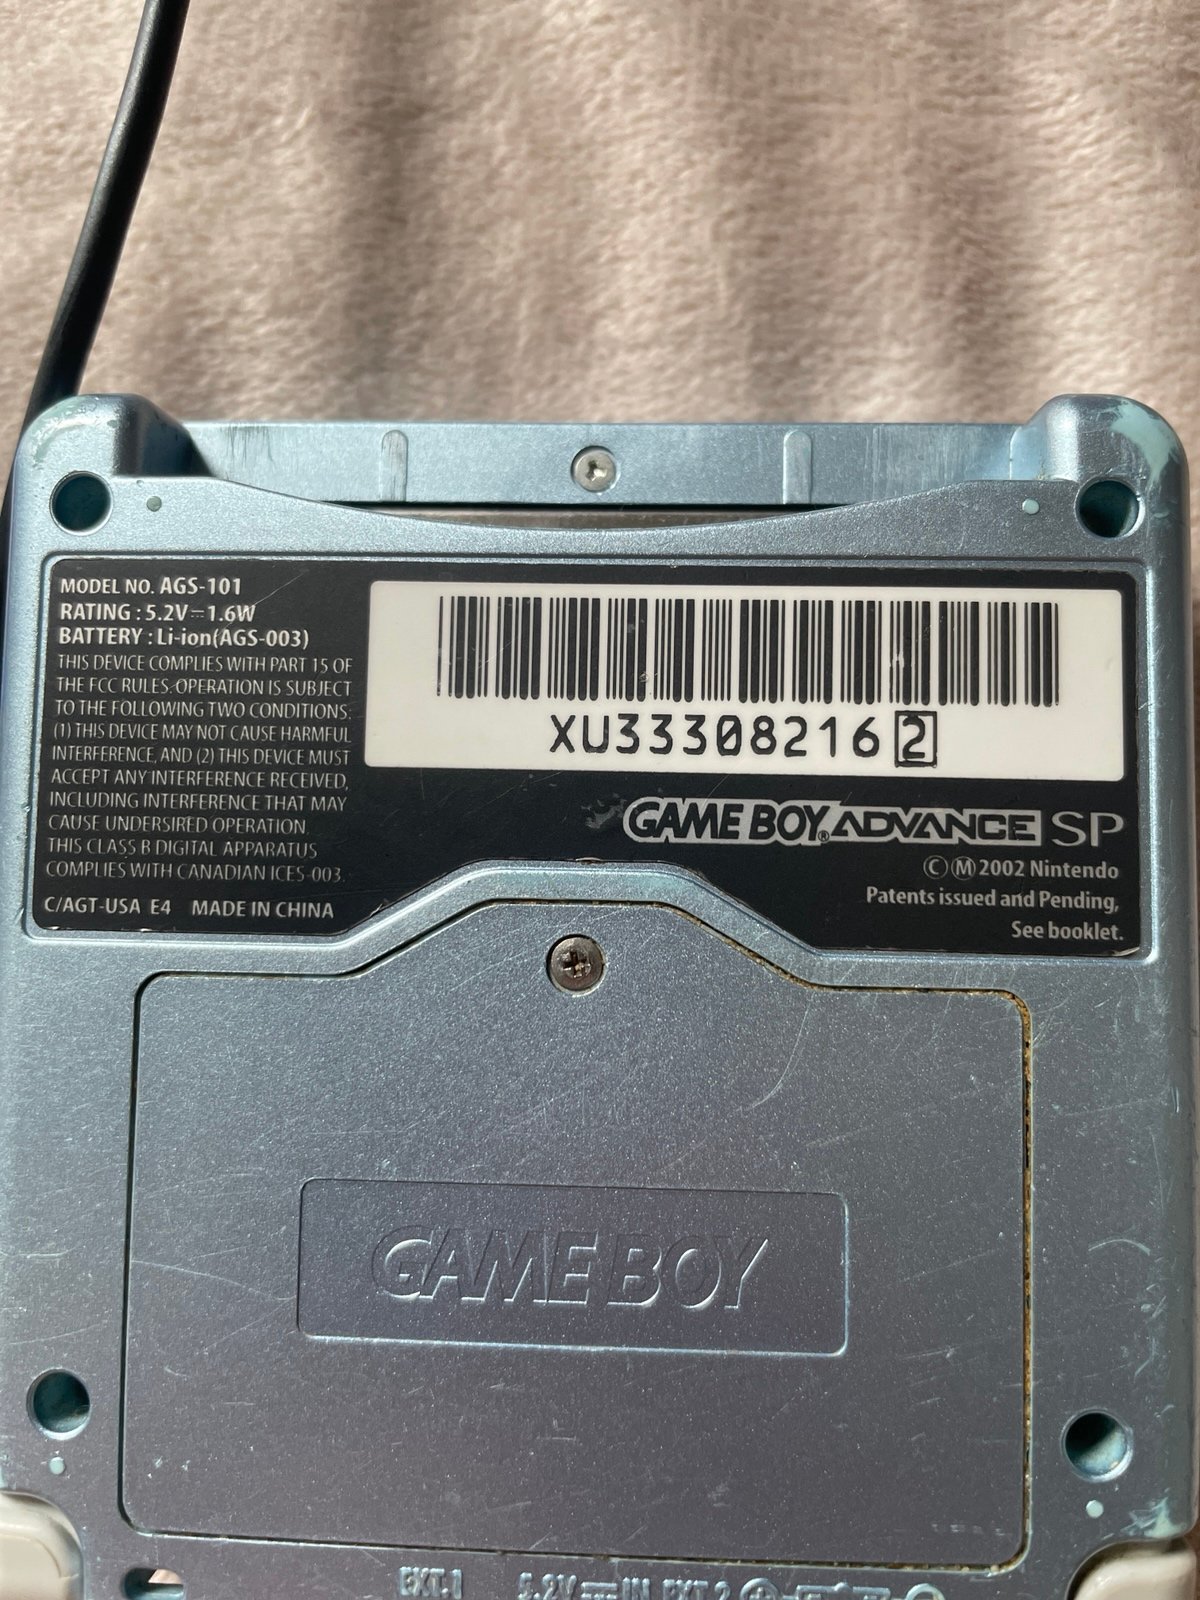 MODEL NO. AGS-101
RATING : 5.2V⎓1.6W
BATTERY : Li-ion(AGS-003)
THIS DEVICE COMPLIES WITH PART 15 OF
THE FCC RULES. OPERATION IS SUBJECT
TO THE FOLLOWING TWO CONDITIONS:
(1) THIS DEVICE MAY NOT CAUSE HARMFUL
INTERFERENCE, AND (2) THIS DEVICE MUST
ACCEPT ANY INTERFERENCE RECEIVED,
INCLUDING INTERFERENCE THAT MAY
CAUSE UNDERSIRED OPERATION.
THIS CLASS B DIGITAL APPARATUS
COMPLIES WITH CANADIAN ICES-003.
C/AGT-USA E4 MADE IN CHINA
XU333082162
GAME BOY® ADVANCE SP
©Ⓜ2002 Nintendo
Patents issued and Pending,
See booklet.
GAME BOY
EXT.1 5.2V⎓IN EXT.2